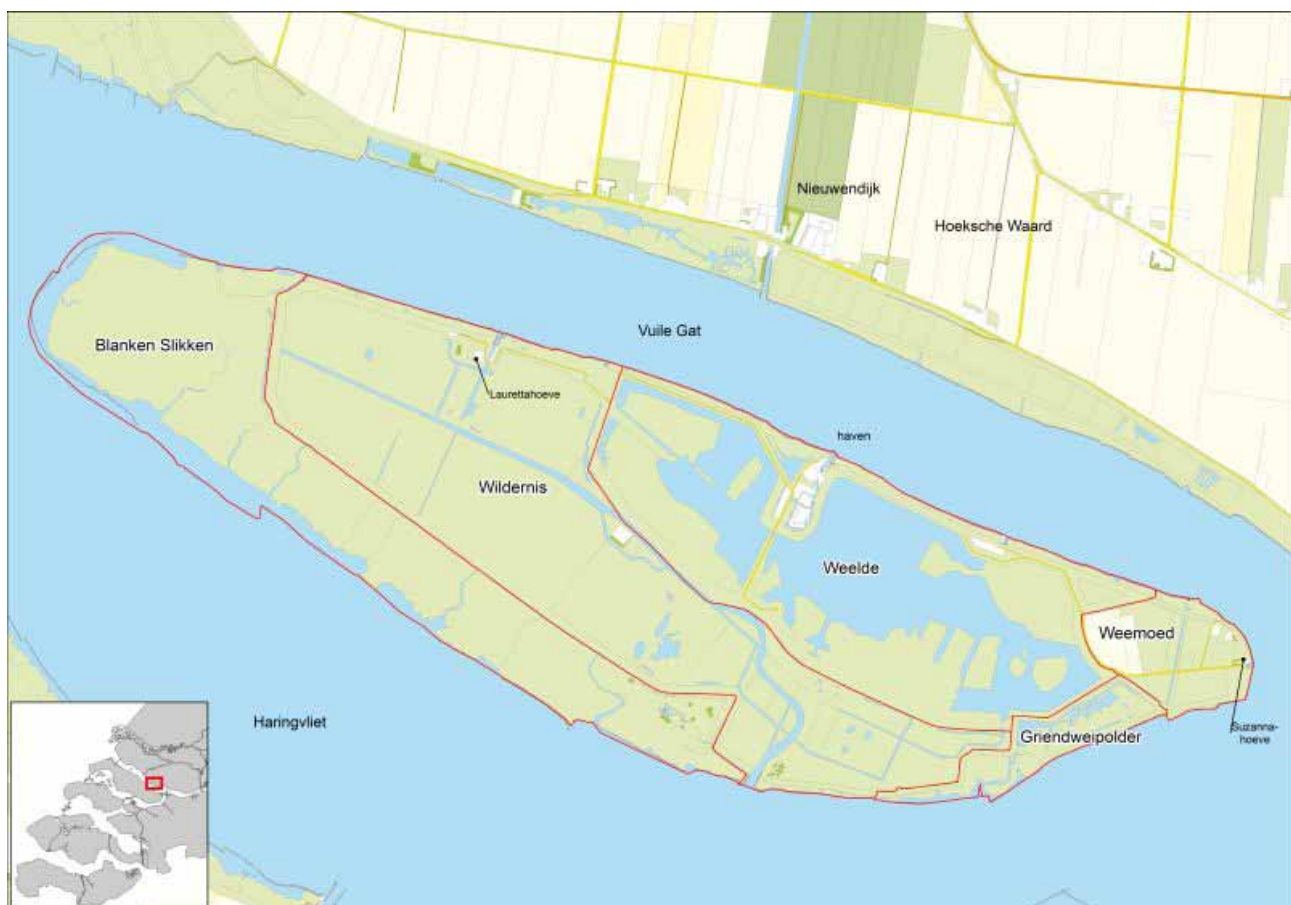 Nieuwendijk
Hoeksche Waard
Vuile Gat
Blanken Slikken
Laurettahoeve
haven
Wildernis
Weelde
Weemoed
Haringvliet
Griendweipolder
Suzanna-
hoeve